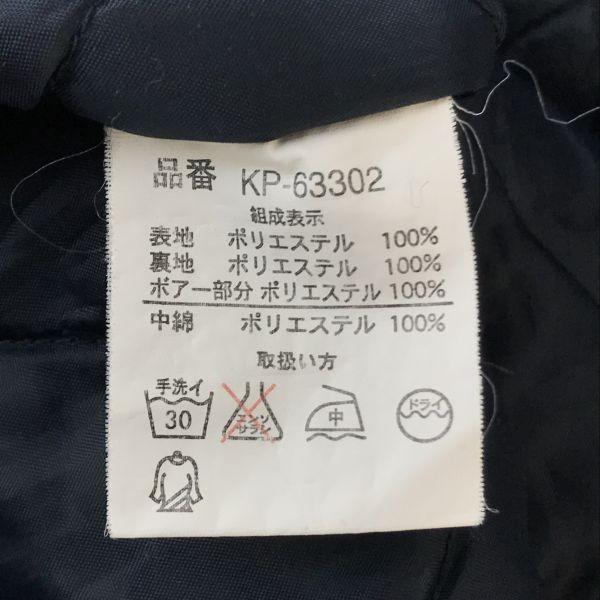 品番 KP-63302
組成表示
表地 ポリエステル 100%
裏地 ポリエステル 100%
ボアー部分 ポリエステル 100%
中綿 ポリエステル 100%
取扱い方
手洗イ
30
エンソ
サラシ
中
ドライ